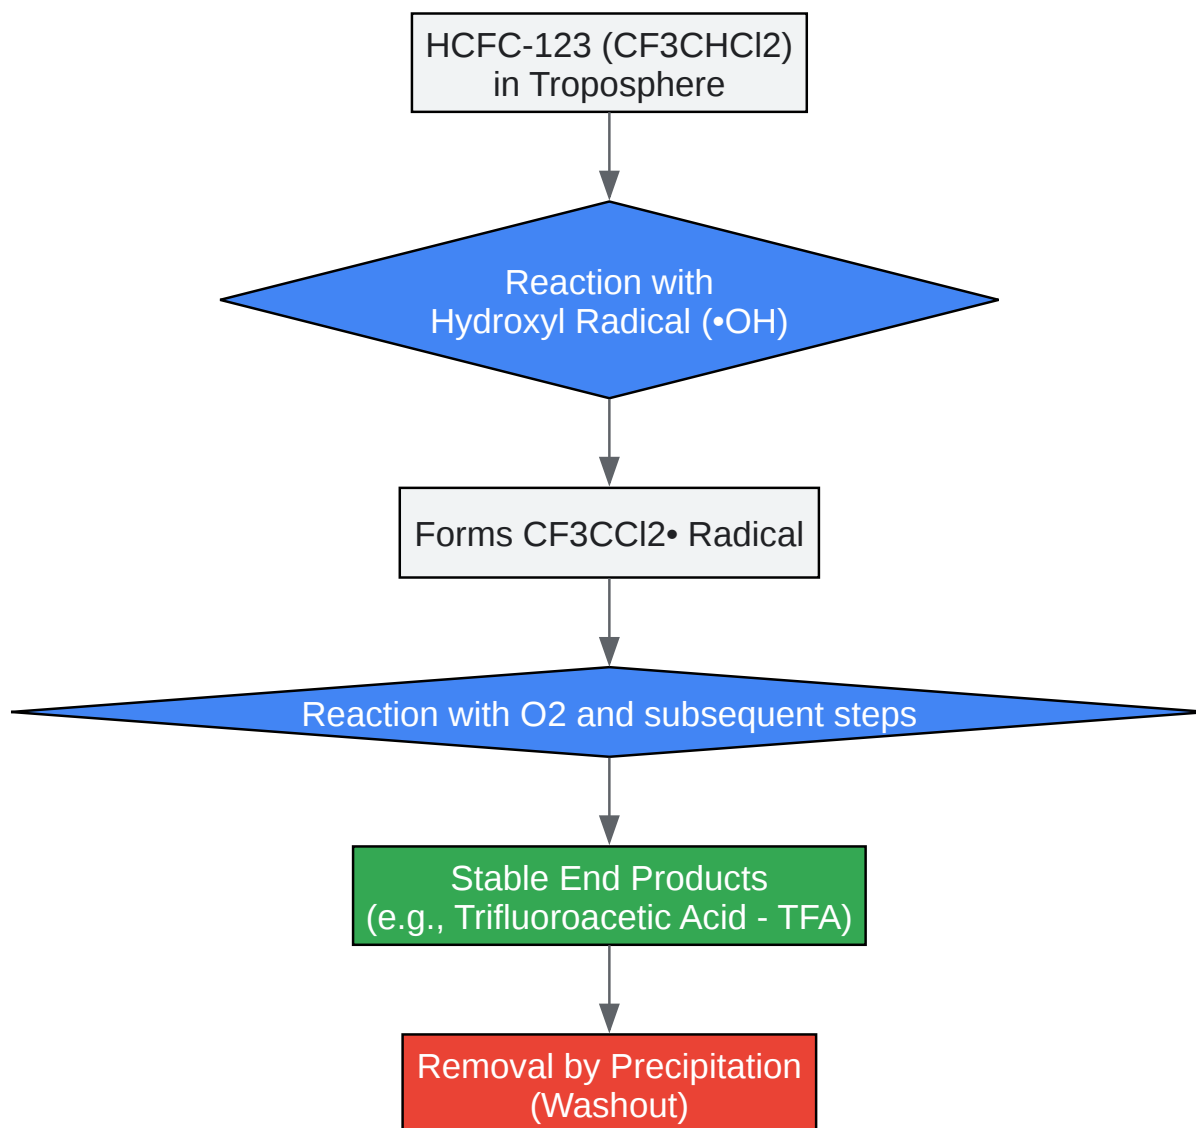 HCFC-123 (CF3CHCl2)
in Troposphere
Reaction with
Hydroxyl Radical (•OH)
Forms CF3CCl2• Radical
Reaction with O2 and subsequent steps
Stable End Products
(e.g., Trifluoroacetic Acid - TFA)
Removal by Precipitation
(Washout)